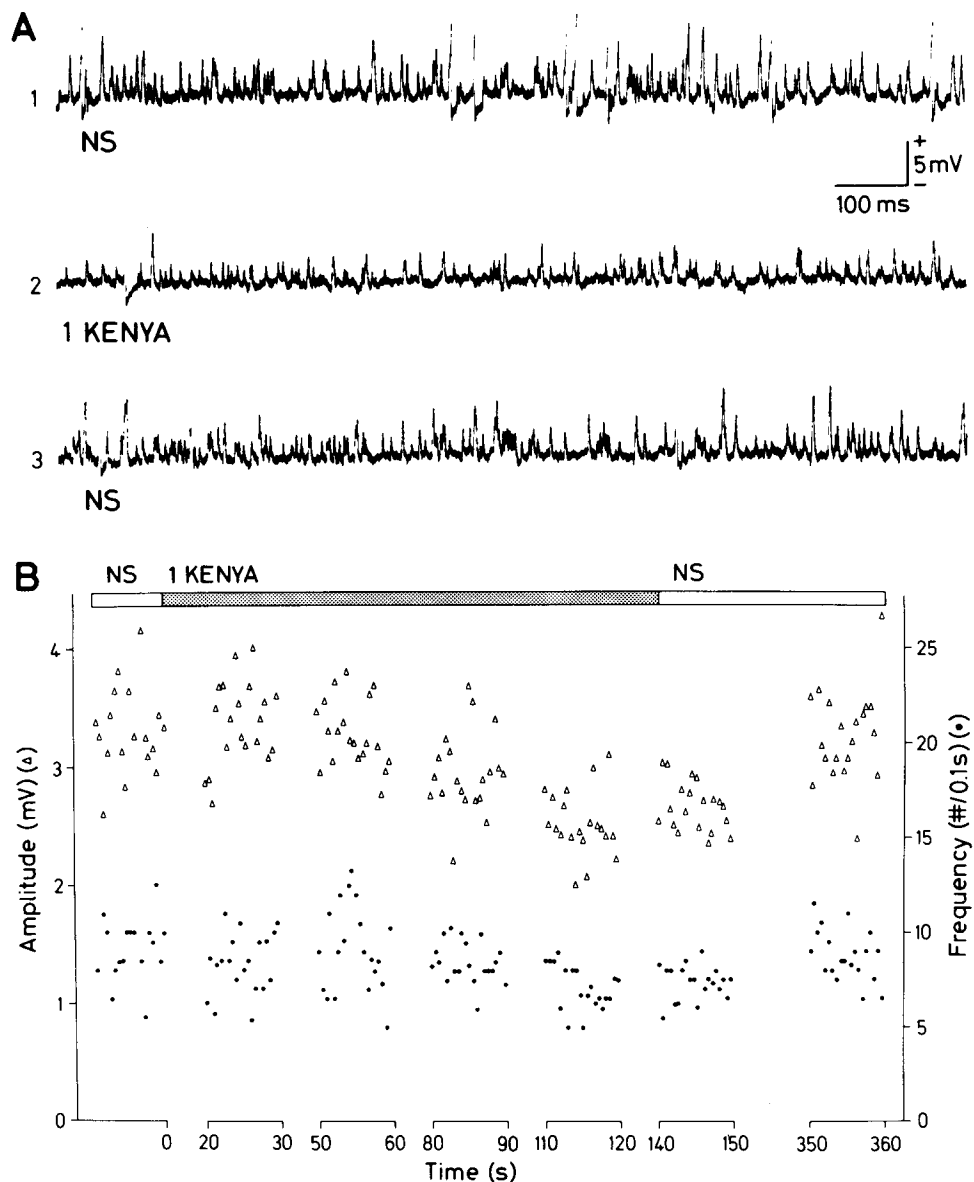 A
1
NS
+
5 mV
−
100 ms
2
1 KENYA
3
NS
B
NS 1 KENYA NS
Amplitude (mV) (▵)
4
3
2
1
0
25
20
15
10
5
0
Frequency (#/0.1s) (•)
0 20 30 50 60 80 90 110 120 140 150 350 360
Time (s)